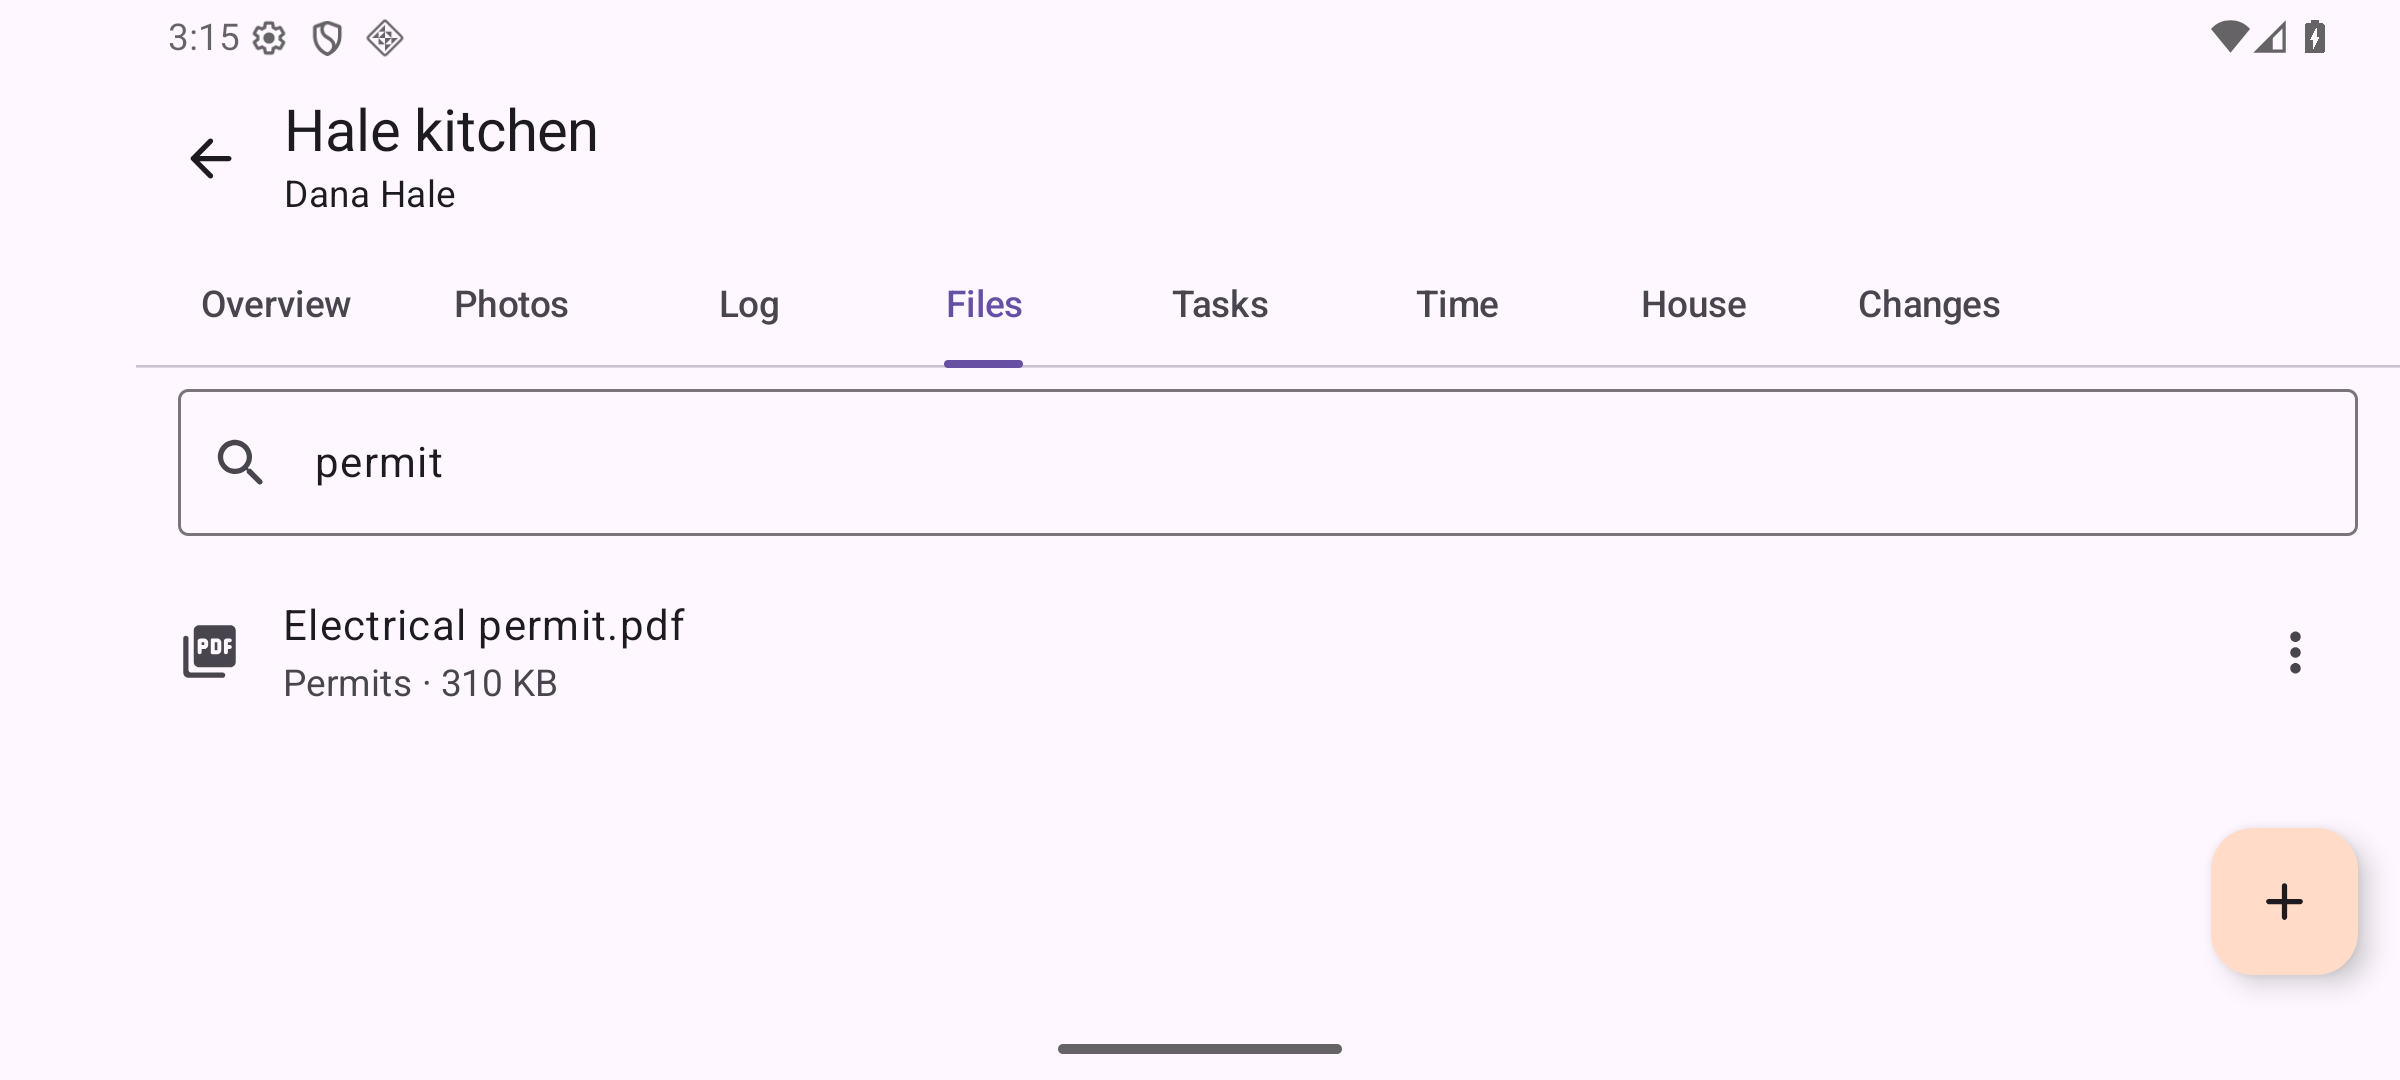 3:15
Hale kitchen
Dana Hale
Overview Photos Log Files Tasks Time House Changes
permit
PDF
Electrical permit.pdf
Permits · 310 KB